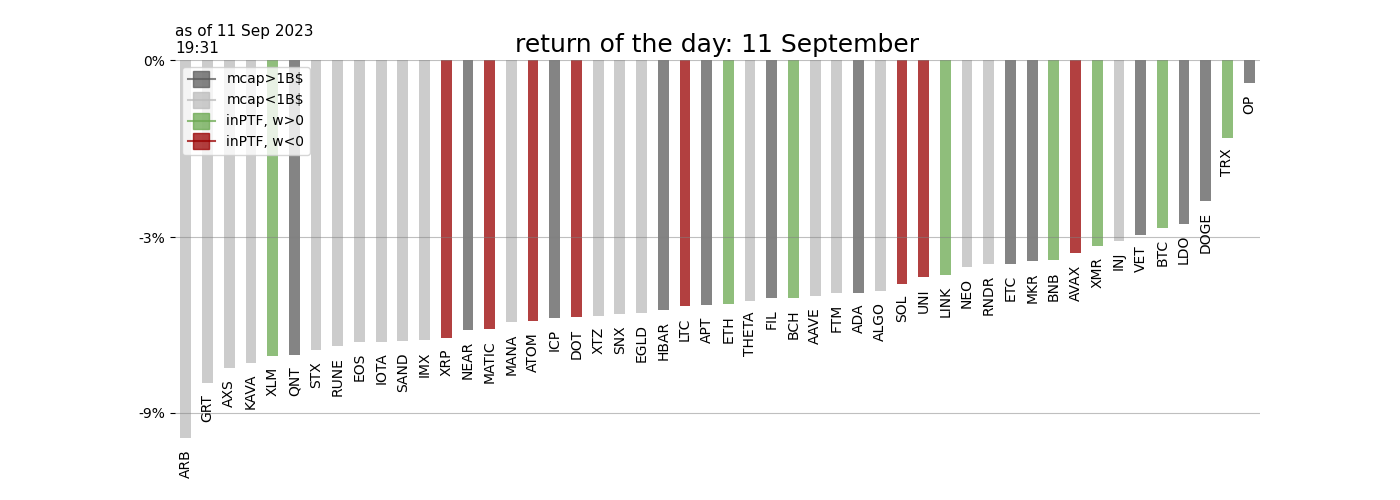 as of 11 Sep 2023
19:31
return of the day: 11 September
0%
-3%
-9%
mcap>1B$
mcap<1B$
inPTF, w>0
inPTF, w<0
ARB
GRT
AXS
KAVA
XLM
QNT
STX
RUNE
EOS
IOTA
SAND
IMX
XRP
NEAR
MATIC
MANA
ATOM
ICP
DOT
XTZ
SNX
EGLD
HBAR
LTC
APT
ETH
THETA
FIL
BCH
AAVE
FTM
ADA
ALGO
SOL
UNI
LINK
NEO
RNDR
ETC
MKR
BNB
AVAX
XMR
INJ
VET
BTC
LDO
DOGE
TRX
OP